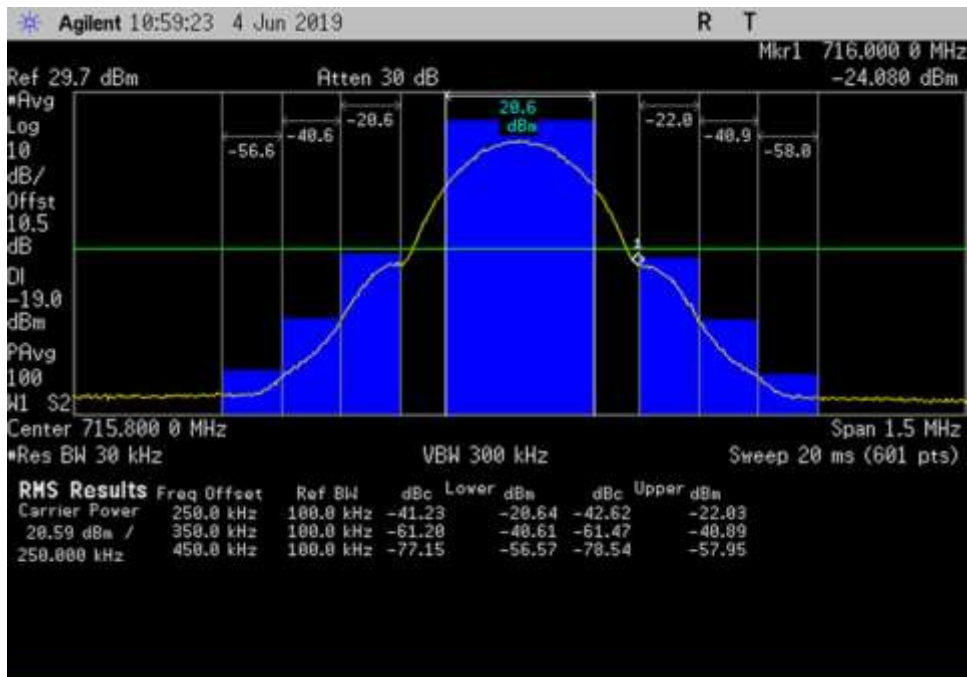 Agilent 10:59:23 4 Jun 2019 R T
Mkr1 716.000 0 MHz
Ref 29.7 dBm Atten 30 dB -24.080 dBm
#Avg
Log
10
dB/
Offst
10.5
dB
DI
-19.0
dBm
PAvg
100
W1 S2
-56.6
-40.6
-20.6
20.6
dBm
-22.0
-40.9
-58.0
1
Center 715.800 0 MHz Span 1.5 MHz
#Res BW 30 kHz VBW 300 kHz Sweep 20 ms (601 pts)
RMS Results Freq Offset Ref BW dBc Lower dBm dBc Upper dBm
Carrier Power 250.0 kHz 100.0 kHz -41.23 -20.64 -42.62 -22.03
20.59 dBm / 350.0 kHz 100.0 kHz -61.20 -40.61 -61.47 -40.89
250.000 kHz 450.0 kHz 100.0 kHz -77.15 -56.57 -78.54 -57.95